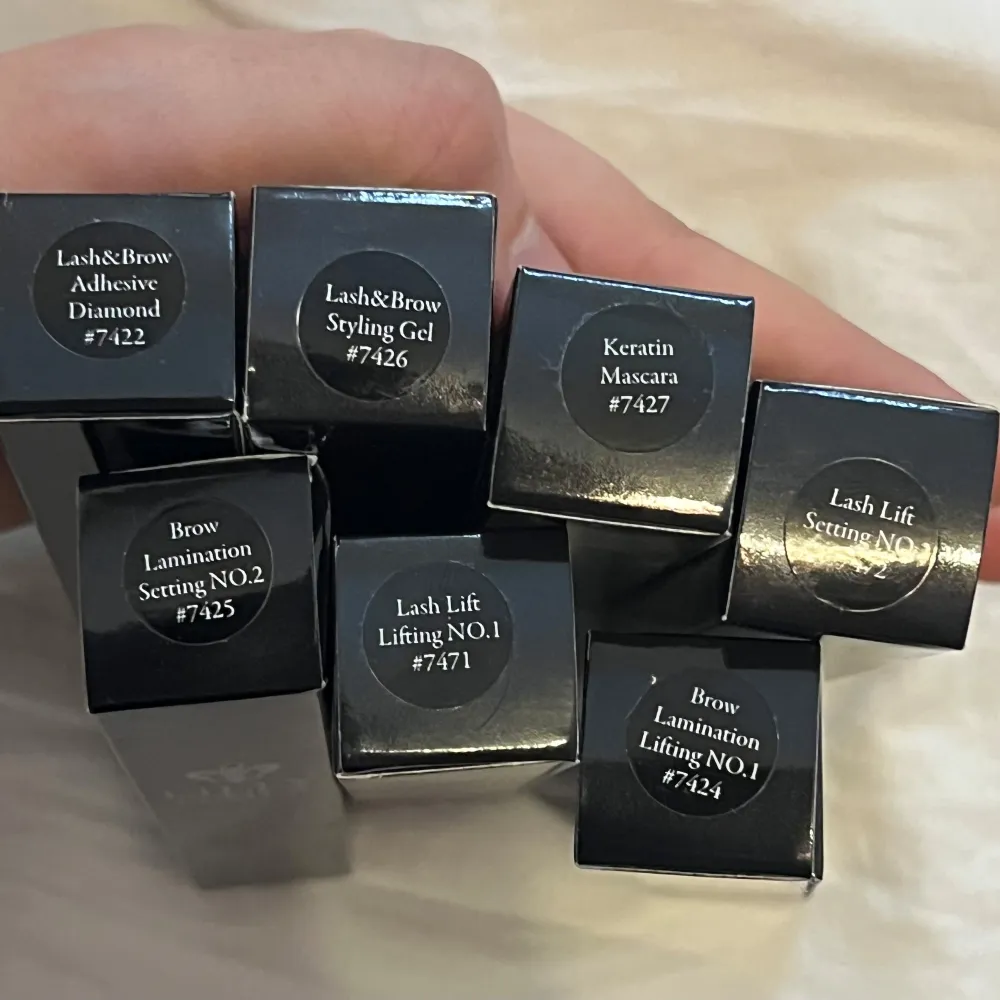 Lash&Brow
Adhesive
Diamond
#7422
Lash&Brow
Styling Gel
#7426
Keratin
Mascara
#7427
Lash Lift
Setting NO.
Brow
Lamination
Setting NO.2
#7425
Lash Lift
Lifting NO.1
#7471
Brow
Lamination
Lifting NO.1
#7424